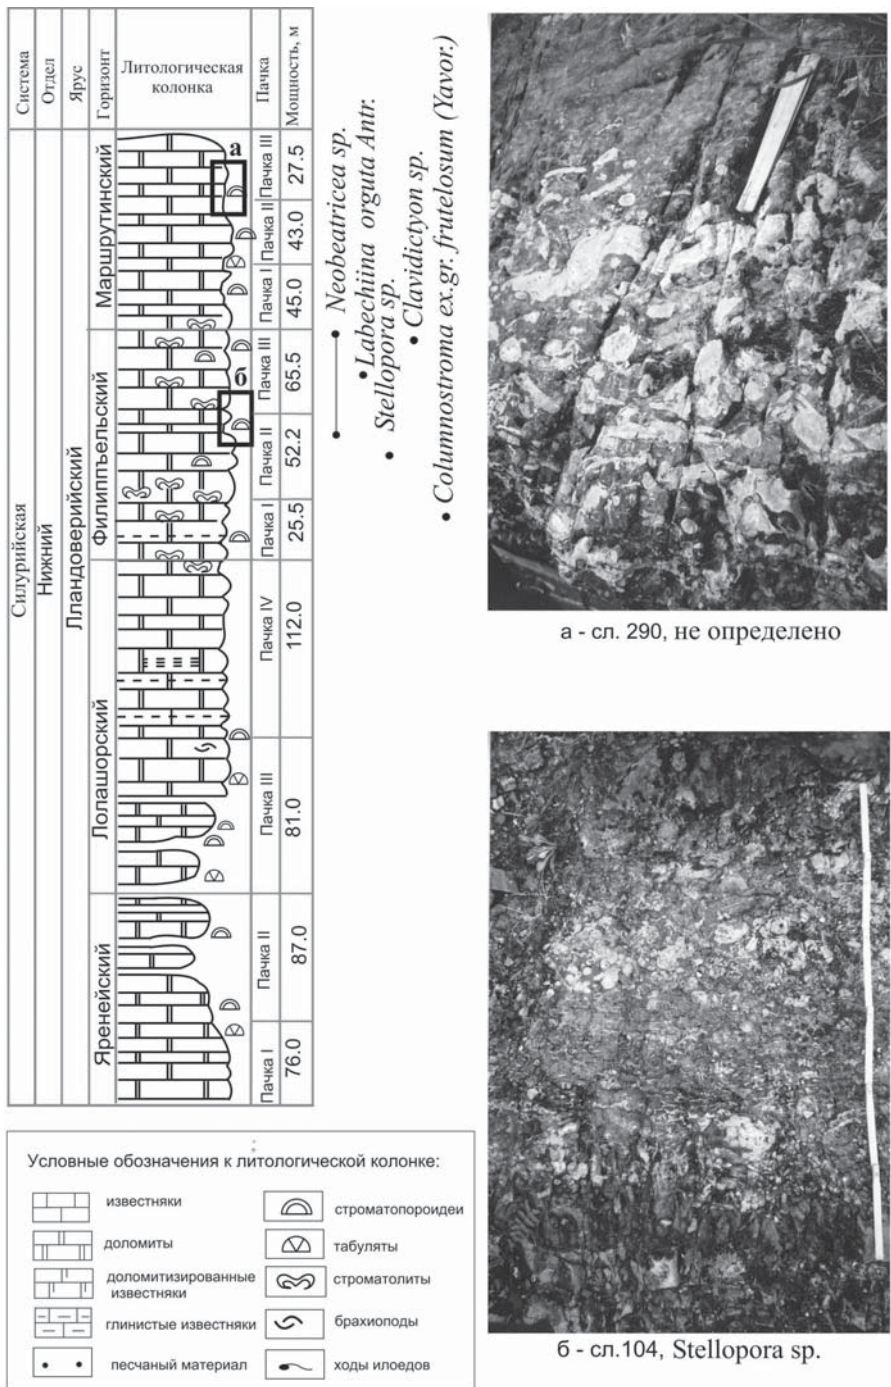 Система
Отдел
Ярус
Горизонт
Литологическая
колонка
Пачка
Мощность, м
Силурийская
Нижний
Лландоверийский
Маршрутинский
Филиппъельский
Лолашорский
Яренейский
а
б
Пачка III
27.5
Пачка II
43.0
Пачка I
45.0
Пачка III
65.5
Пачка II
52.2
Пачка I
25.5
Пачка IV
112.0
Пачка III
81.0
Пачка II
87.0
Пачка I
76.0
Neobeatricea sp.
Labechiina orguta Antr.
Stellopora sp.
Clavidictyon sp.
Columnostroma ex.gr. frutelosum (Yavor.)
а - сл. 290, не определено
б - сл.104, Stellopora sp.
Условные обозначения к литологической колонке:
известняки
доломиты
доломитизированные
известняки
глинистые известняки
песчаный материал
строматопороидеи
табуляты
строматолиты
брахиоподы
ходы илоедов